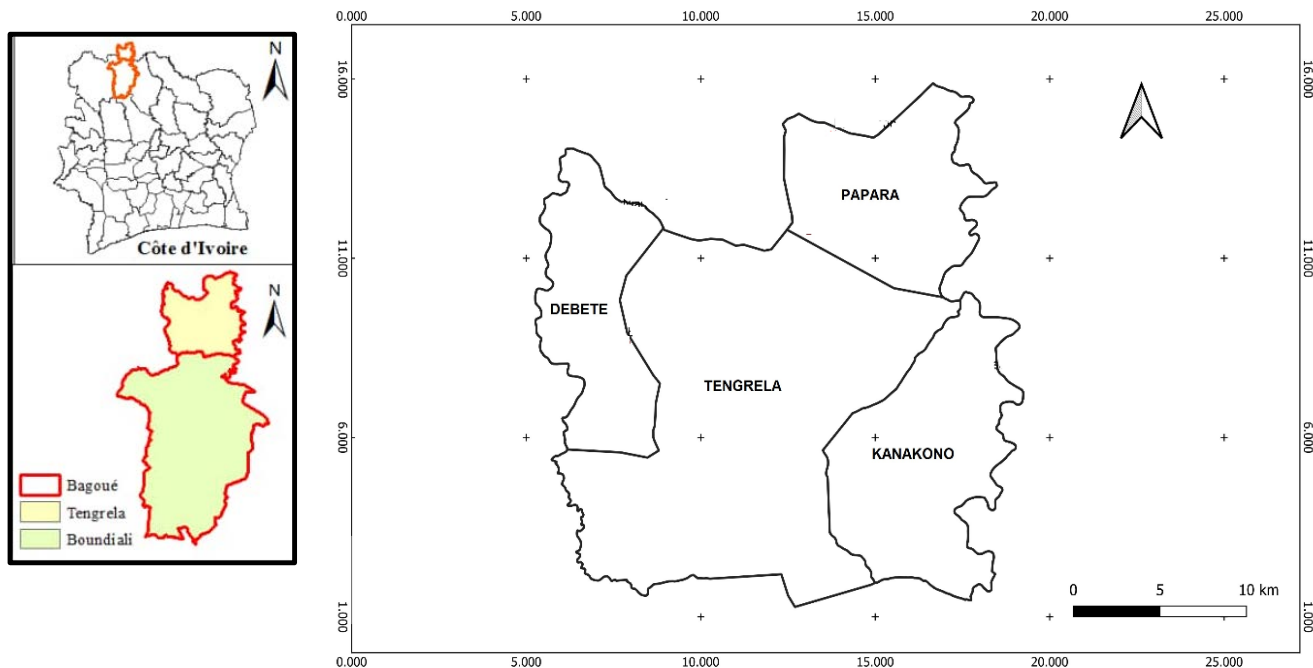 N
Côte d'Ivoire
N
Bagoué
Tengrela
Boundiali
0.000 5.000 10.000 15.000 20.000 25.000
16.000 16.000
PAPARA
11.000 11.000
DEBETE
TENGRELA
6.000 6.000
KANAKONO
0 5 10 km
1.000 1.000
0.000 5.000 10.000 15.000 20.000 25.000